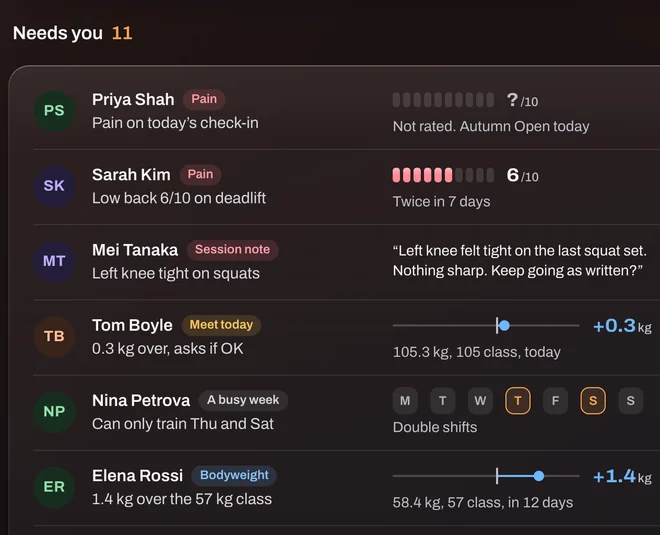 Needs you 11
PS
Priya Shah Pain
Pain on today’s check-in
? /10
Not rated. Autumn Open today
SK
Sarah Kim Pain
Low back 6/10 on deadlift
6 /10
Twice in 7 days
MT
Mei Tanaka Session note
Left knee tight on squats
“Left knee felt tight on the last squat set.
Nothing sharp. Keep going as written?”
TB
Tom Boyle Meet today
0.3 kg over, asks if OK
+0.3 kg
105.3 kg, 105 class, today
NP
Nina Petrova A busy week
Can only train Thu and Sat
M T W T F S S
Double shifts
ER
Elena Rossi Bodyweight
1.4 kg over the 57 kg class
+1.4 kg
58.4 kg, 57 class, in 12 days